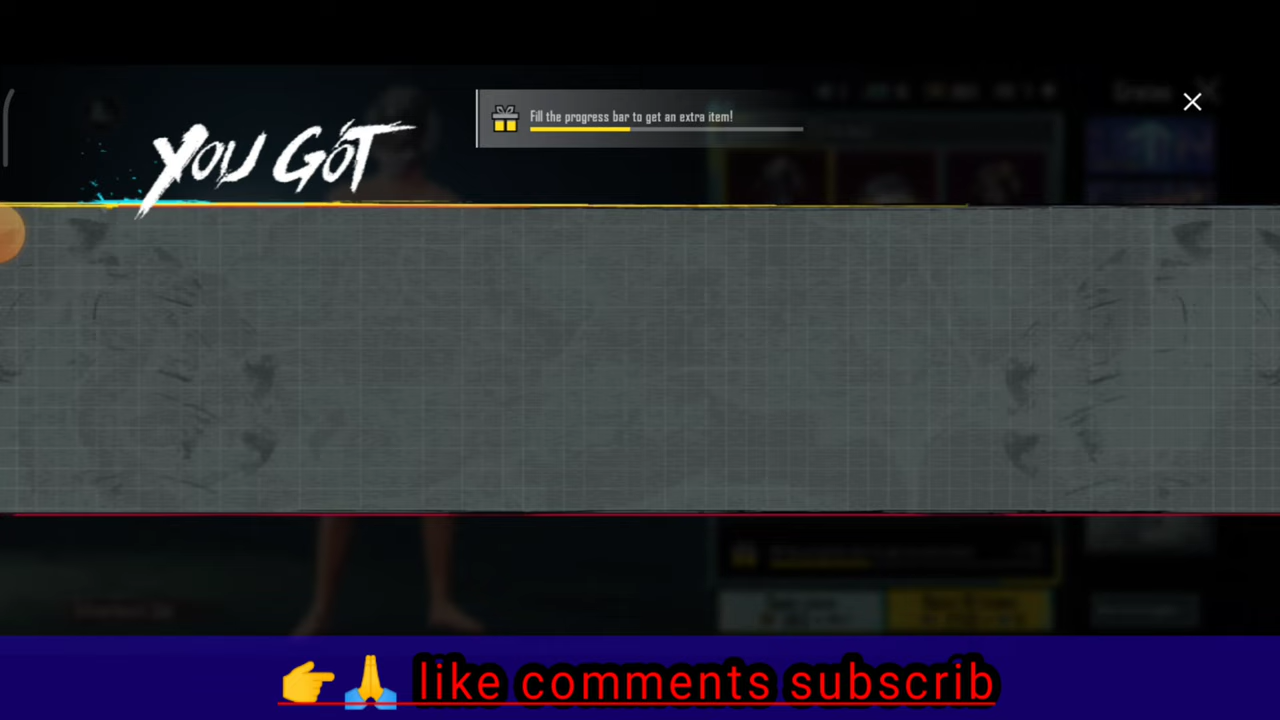 Fill the progress bar to get an extra item!
YOU GOT
👉🙏 like comments subscrib